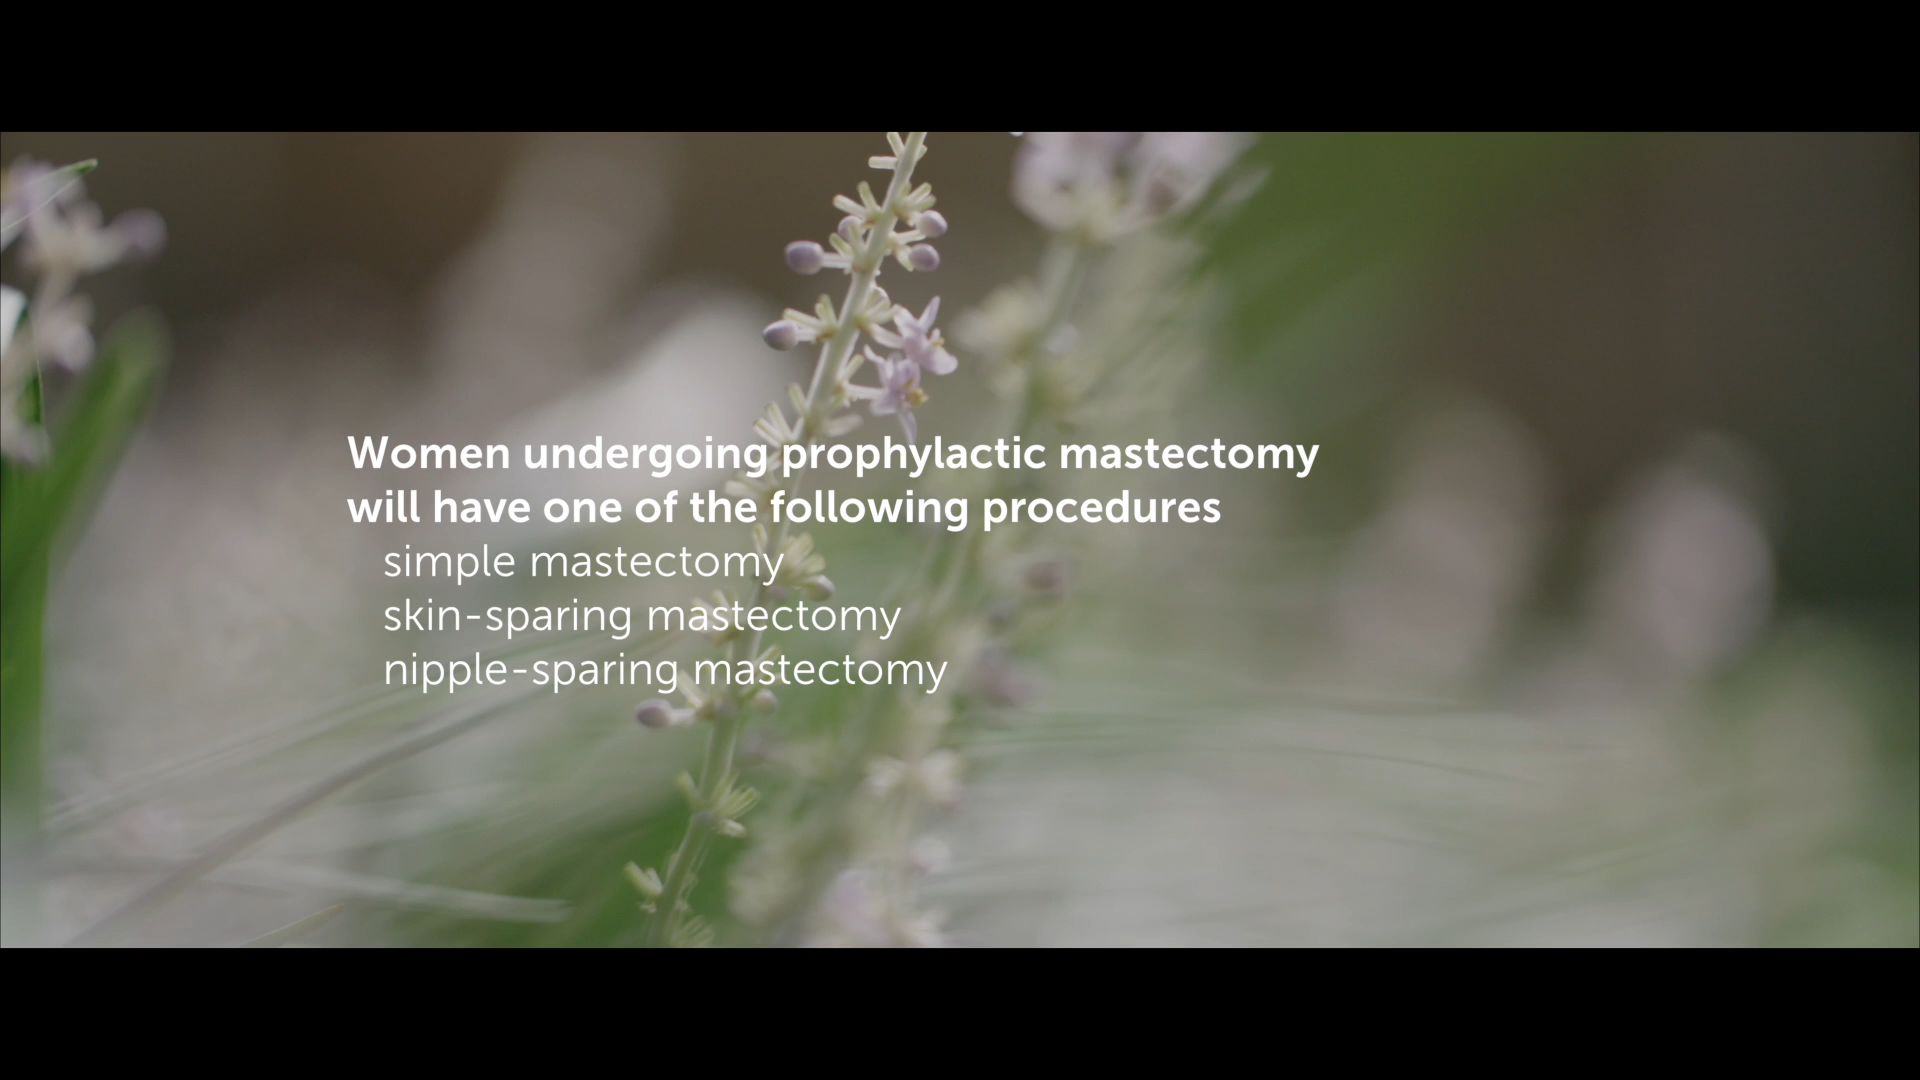 Women undergoing prophylactic mastectomy
will have one of the following procedures
simple mastectomy
skin-sparing mastectomy
nipple-sparing mastectomy